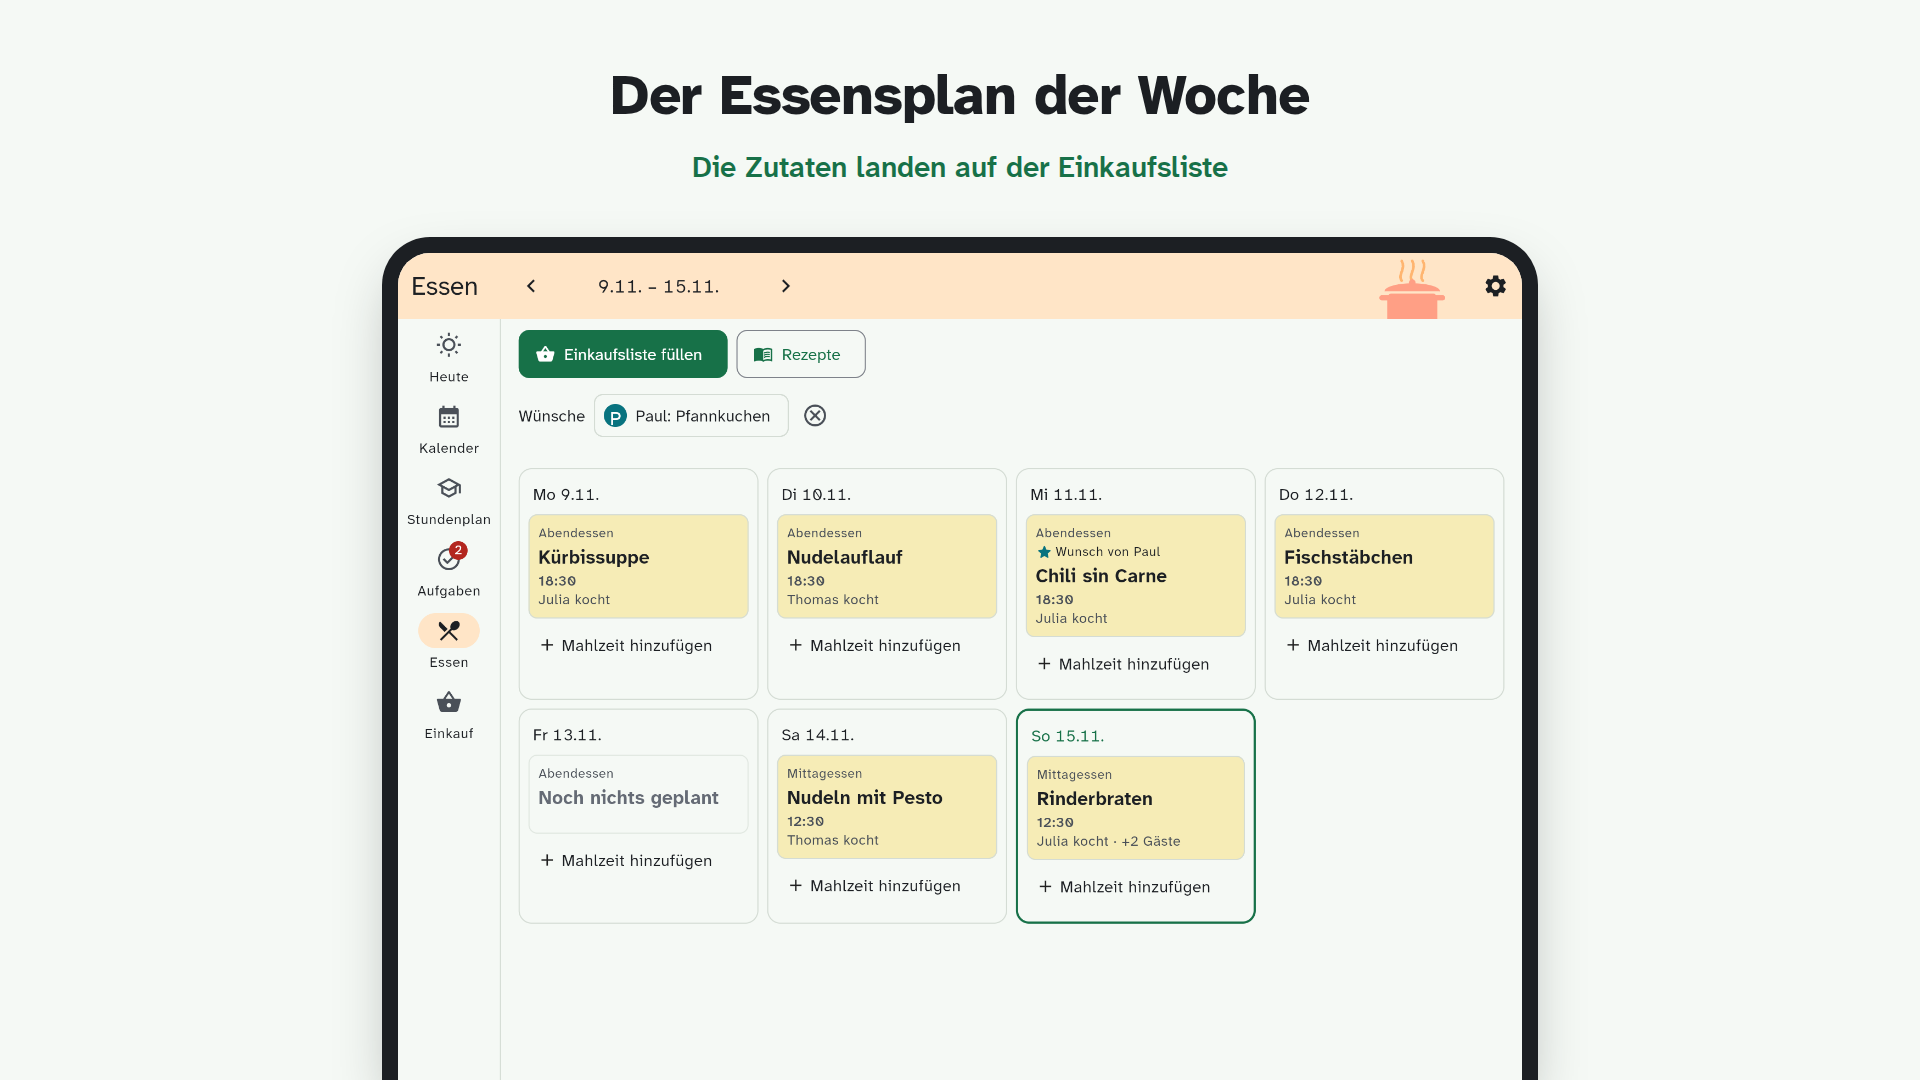 Der Essensplan der Woche
Die Zutaten landen auf der Einkaufsliste
Essen
9.11. – 15.11.
Heute
Kalender
Stundenplan
2
Aufgaben
Essen
Einkauf
Einkaufsliste füllen
Rezepte
Wünsche
P
Paul: Pfannkuchen
Mo 9.11.
Abendessen
Kürbissuppe
18:30
Julia kocht
+ Mahlzeit hinzufügen
Di 10.11.
Abendessen
Nudelauflauf
18:30
Thomas kocht
+ Mahlzeit hinzufügen
Mi 11.11.
Abendessen
Wunsch von Paul
Chili sin Carne
18:30
Julia kocht
+ Mahlzeit hinzufügen
Do 12.11.
Abendessen
Fischstäbchen
18:30
Julia kocht
+ Mahlzeit hinzufügen
Fr 13.11.
Abendessen
Noch nichts geplant
+ Mahlzeit hinzufügen
Sa 14.11.
Mittagessen
Nudeln mit Pesto
12:30
Thomas kocht
+ Mahlzeit hinzufügen
So 15.11.
Mittagessen
Rinderbraten
12:30
Julia kocht · +2 Gäste
+ Mahlzeit hinzufügen